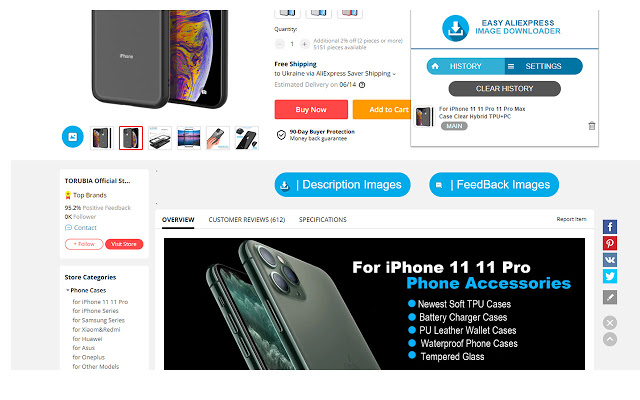 iPhone
Quantity:
1
Additional 2% off (2 pieces or more)
5151 pieces available
Free Shipping
to Ukraine via AliExpress Saver Shipping
Estimated Delivery on 06/14
Buy Now
Add to Cart
90-Day Buyer Protection
Money back guarantee
EASY ALIEXPRESS
IMAGE DOWNLOADER
HISTORY
SETTINGS
CLEAR HISTORY
For iPhone 11 11 Pro 11 Pro Max
Case Clear Hybrid TPU+PC
MAIN
TORUBIA Official St...
Top Brands
95.2% Positive Feedback
0K Follower
Contact
+ Follow
Visit Store
| Description Images
| FeedBack Images
OVERVIEW
CUSTOMER REVIEWS (612)
SPECIFICATIONS
Report Item
Store Categories
Phone Cases
for iPhone 11 11 Pro
for iPhone Series
for Samsung Series
for Xiaomi&Redmi
for Huawei
for Asus
for Oneplus
for Other Models
For iPhone 11 11 Pro
Phone Accessories
Newest Soft TPU Cases
Battery Charger Cases
PU Leather Wallet Cases
Waterproof Phone Cases
Tempered Glass